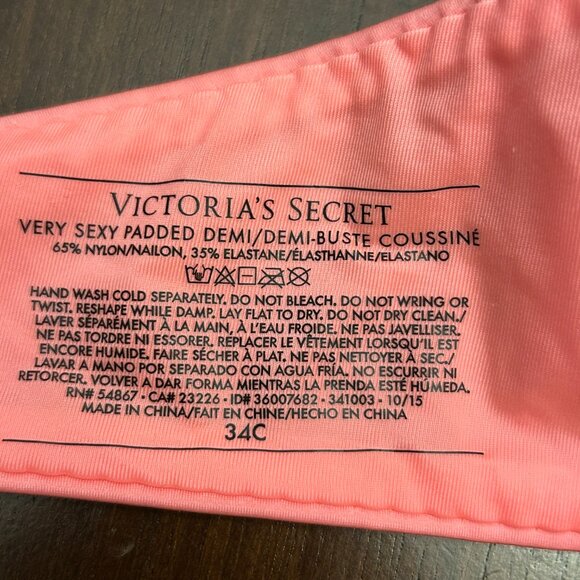 VICTORIA'S SECRET
VERY SEXY PADDED DEMI/DEMI-BUSTE COUSSINÉ
65% NYLON/NAILON, 35% ELASTANE/ÉLASTHANNE/ELASTANO
HAND WASH COLD SEPARATELY. DO NOT BLEACH. DO NOT WRING OR
TWIST. RESHAPE WHILE DAMP. LAY FLAT TO DRY. DO NOT DRY CLEAN./
LAVER SÉPARÉMENT À LA MAIN, À L'EAU FROIDE. NE PAS JAVELLISER.
NE PAS TORDRE NI ESSORER. REPLACER LE VÊTEMENT LORSQU'IL EST
ENCORE HUMIDE. FAIRE SÉCHER À PLAT. NE PAS NETTOYER À SEC./
LAVAR A MANO POR SEPARADO CON AGUA FRÍA. NO ESCURRIR NI
RETORCER. VOLVER A DAR FORMA MIENTRAS LA PRENDA ESTÉ HÚMEDA.
RN# 54867 • CA# 23226 • ID# 36007682 • 341003 • 10/15
MADE IN CHINA/FAIT EN CHINE/HECHO EN CHINA
34C